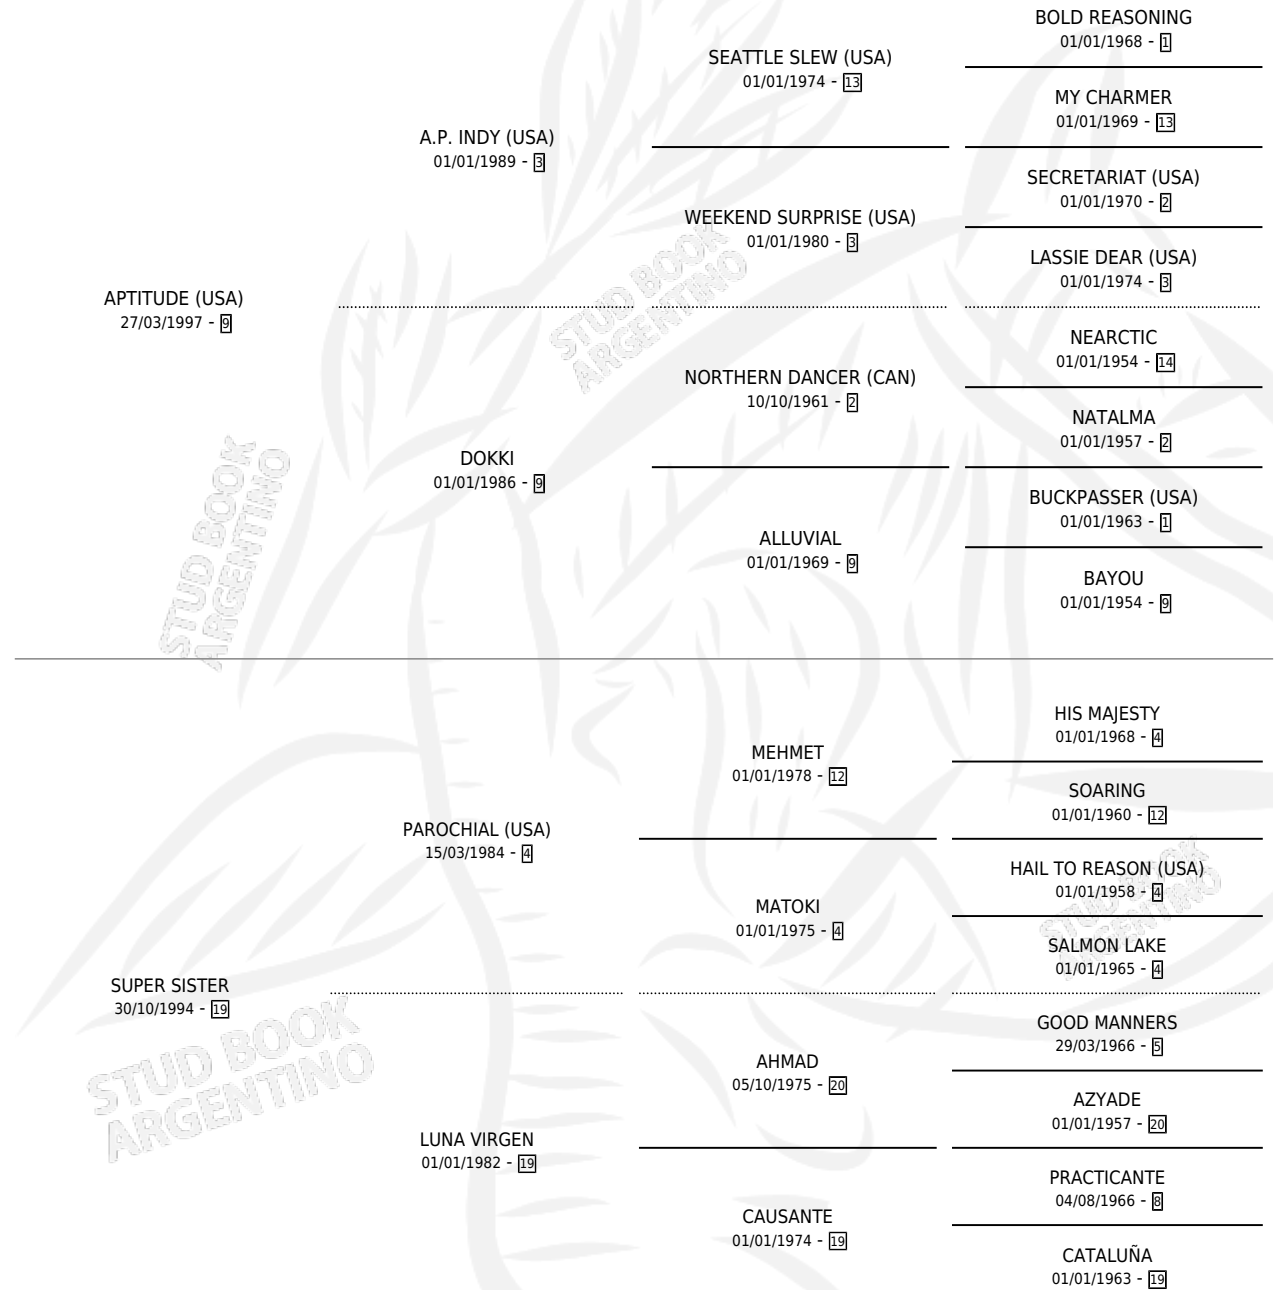 BOLD REASONING
01/01/1968 - 1
SEATTLE SLEW (USA)
01/01/1974 - 13
MY CHARMER
01/01/1969 - 13
A.P. INDY (USA)
01/01/1989 - 3
SECRETARIAT (USA)
01/01/1970 - 2
WEEKEND SURPRISE (USA)
01/01/1980 - 3
LASSIE DEAR (USA)
01/01/1974 - 3
APTITUDE (USA)
27/03/1997 - 9
STUD BOOK
ARGENTINO
NEARCTIC
01/01/1954 - 14
NORTHERN DANCER (CAN)
10/10/1961 - 2
NATALMA
01/01/1957 - 2
DOKKI
01/01/1986 - 9
BUCKPASSER (USA)
01/01/1963 - 1
ALLUVIAL
01/01/1969 - 9
BAYOU
01/01/1954 - 9
STUD BOOK
ARGENTINO
HIS MAJESTY
01/01/1968 - 4
MEHMET
01/01/1978 - 12
SOARING
01/01/1960 - 12
PAROCHIAL (USA)
15/03/1984 - 4
HAIL TO REASON (USA)
01/01/1958 - 4
MATOKI
01/01/1975 - 4
STUD BOOK
ARGENTINO
SALMON LAKE
01/01/1965 - 4
SUPER SISTER
30/10/1994 - 19
GOOD MANNERS
29/03/1966 - 5
AHMAD
05/10/1975 - 20
STUD BOOK
ARGENTINO
AZYADE
01/01/1957 - 20
LUNA VIRGEN
01/01/1982 - 19
PRACTICANTE
04/08/1966 - 8
CAUSANTE
01/01/1974 - 19
CATALUÑA
01/01/1963 - 19